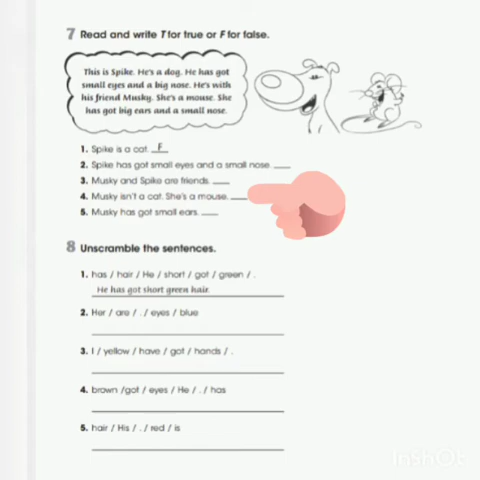 7 Read and write T for true or F for false.
This is Spike. He's a dog. He has got
small eyes and a big nose. He's with
his friend Musky. She's a mouse. She
has got big ears and a small nose.
1. Spike is a cat. F
2. Spike has got small eyes and a small nose. ___
3. Musky and Spike are friends. ___
4. Musky isn't a cat. She's a mouse. ___
5. Musky has got small ears. ___
8 Unscramble the sentences.
1. has / hair / He / short / got / green / .
He has got short green hair.
2. Her / are / . / eyes / blue
3. I / yellow / have / got / hands / .
4. brown /got / eyes / He / . / has
5. hair / His / . / red / is
InShOt